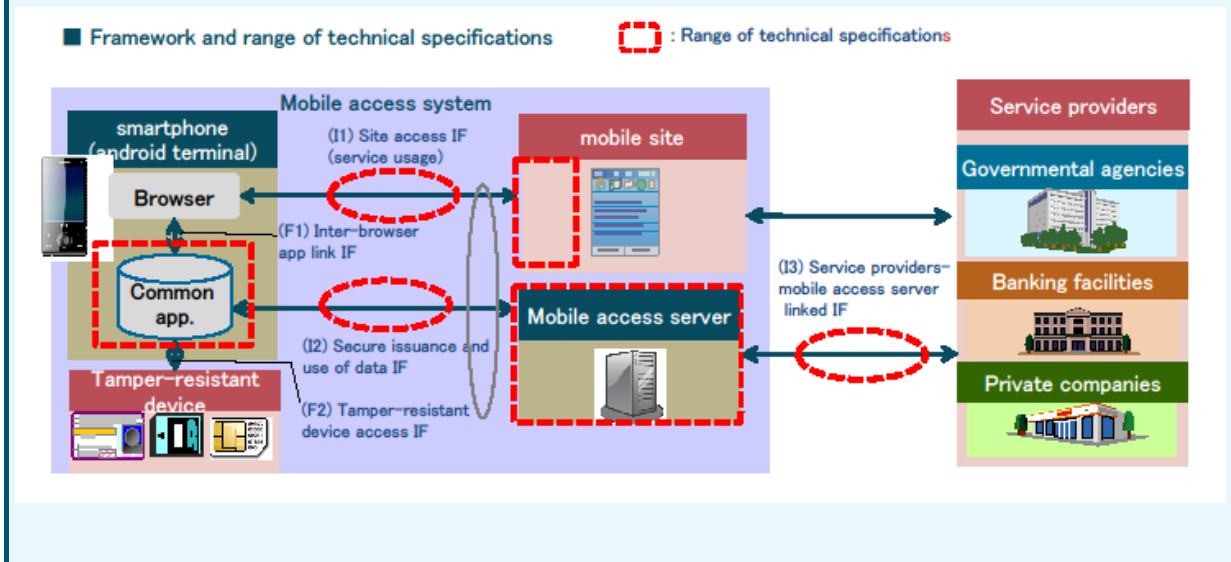 ■ Framework and range of technical specifications
: Range of technical specifications
Mobile access system
smartphone
(android terminal)
Browser
(I1) Site access IF
(service usage)
mobile site
(F1) Inter-browser
app link IF
Common
app.
(I2) Secure issuance and
use of data IF
Mobile access server
Tamper-resistant
device
(F2) Tamper-resistant
device access IF
(I3) Service providers-
mobile access server
linked IF
Service providers
Governmental agencies
Banking facilities
Private companies